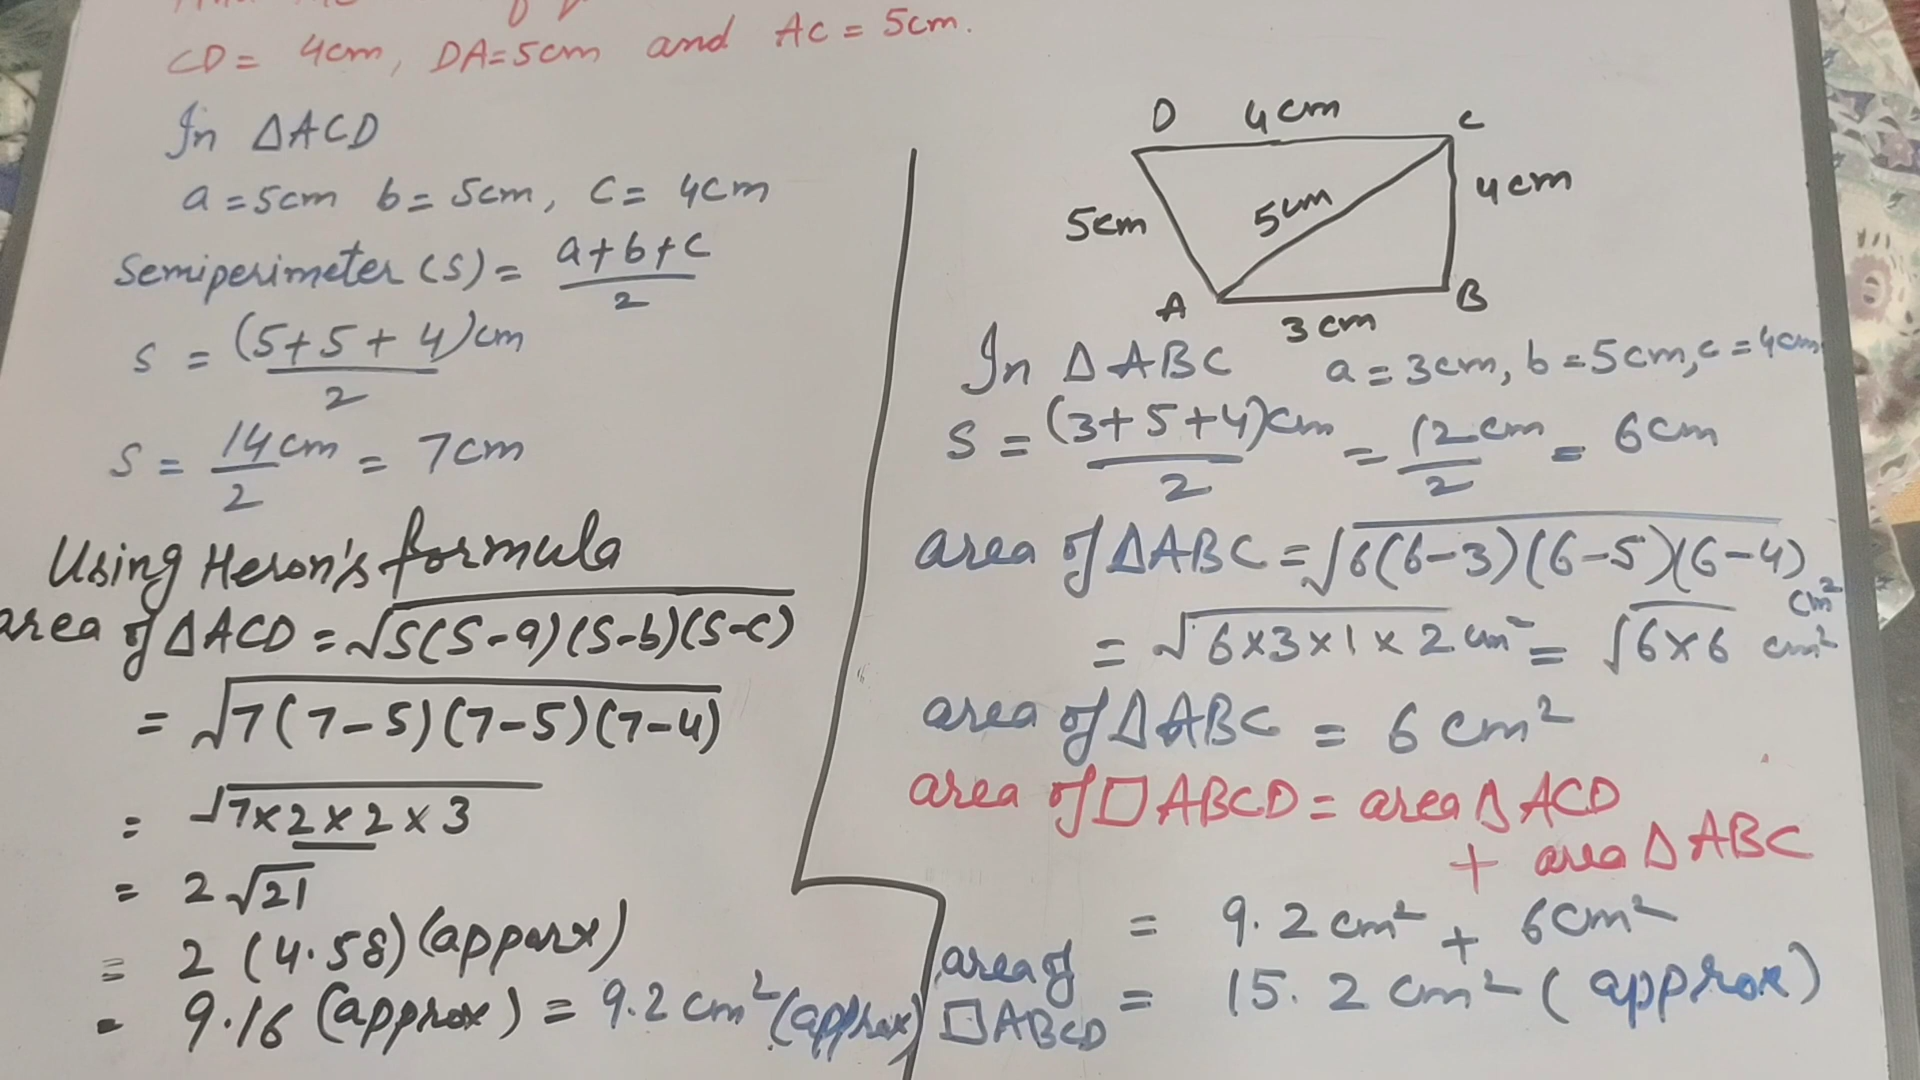 CD = 4cm, DA=5cm and AC = 5cm.
In ΔACD
a = 5cm b = 5cm, C = 4cm
Semiperimeter (S) = a+b+c / 2
S = (5+5+4)cm / 2
S = 14cm / 2 = 7cm
Using Heron's formula
area of ΔACD = √S(S-a)(S-b)(S-c)
= √7(7-5)(7-5)(7-4)
= √7×2×2×3
= 2√21
= 2 (4.58) (apporx)
= 9.16 (approx) = 9.2 cm² (approx)
D 4cm C
5cm 5cm 4cm
A 3cm B
In ΔABC a = 3cm, b = 5cm, c = 4cm
S = (3+5+4)cm / 2 = 12cm / 2 = 6cm
area of ΔABC = √6(6-3)(6-5)(6-4) cm²
= √6×3×1×2 cm² = √6×6 cm²
area of ΔABC = 6 cm²
area of □ABCD = area Δ ACD
+ area Δ ABC
= 9.2 cm² + 6cm²
area of □ABCD = 15.2 cm² (approx)